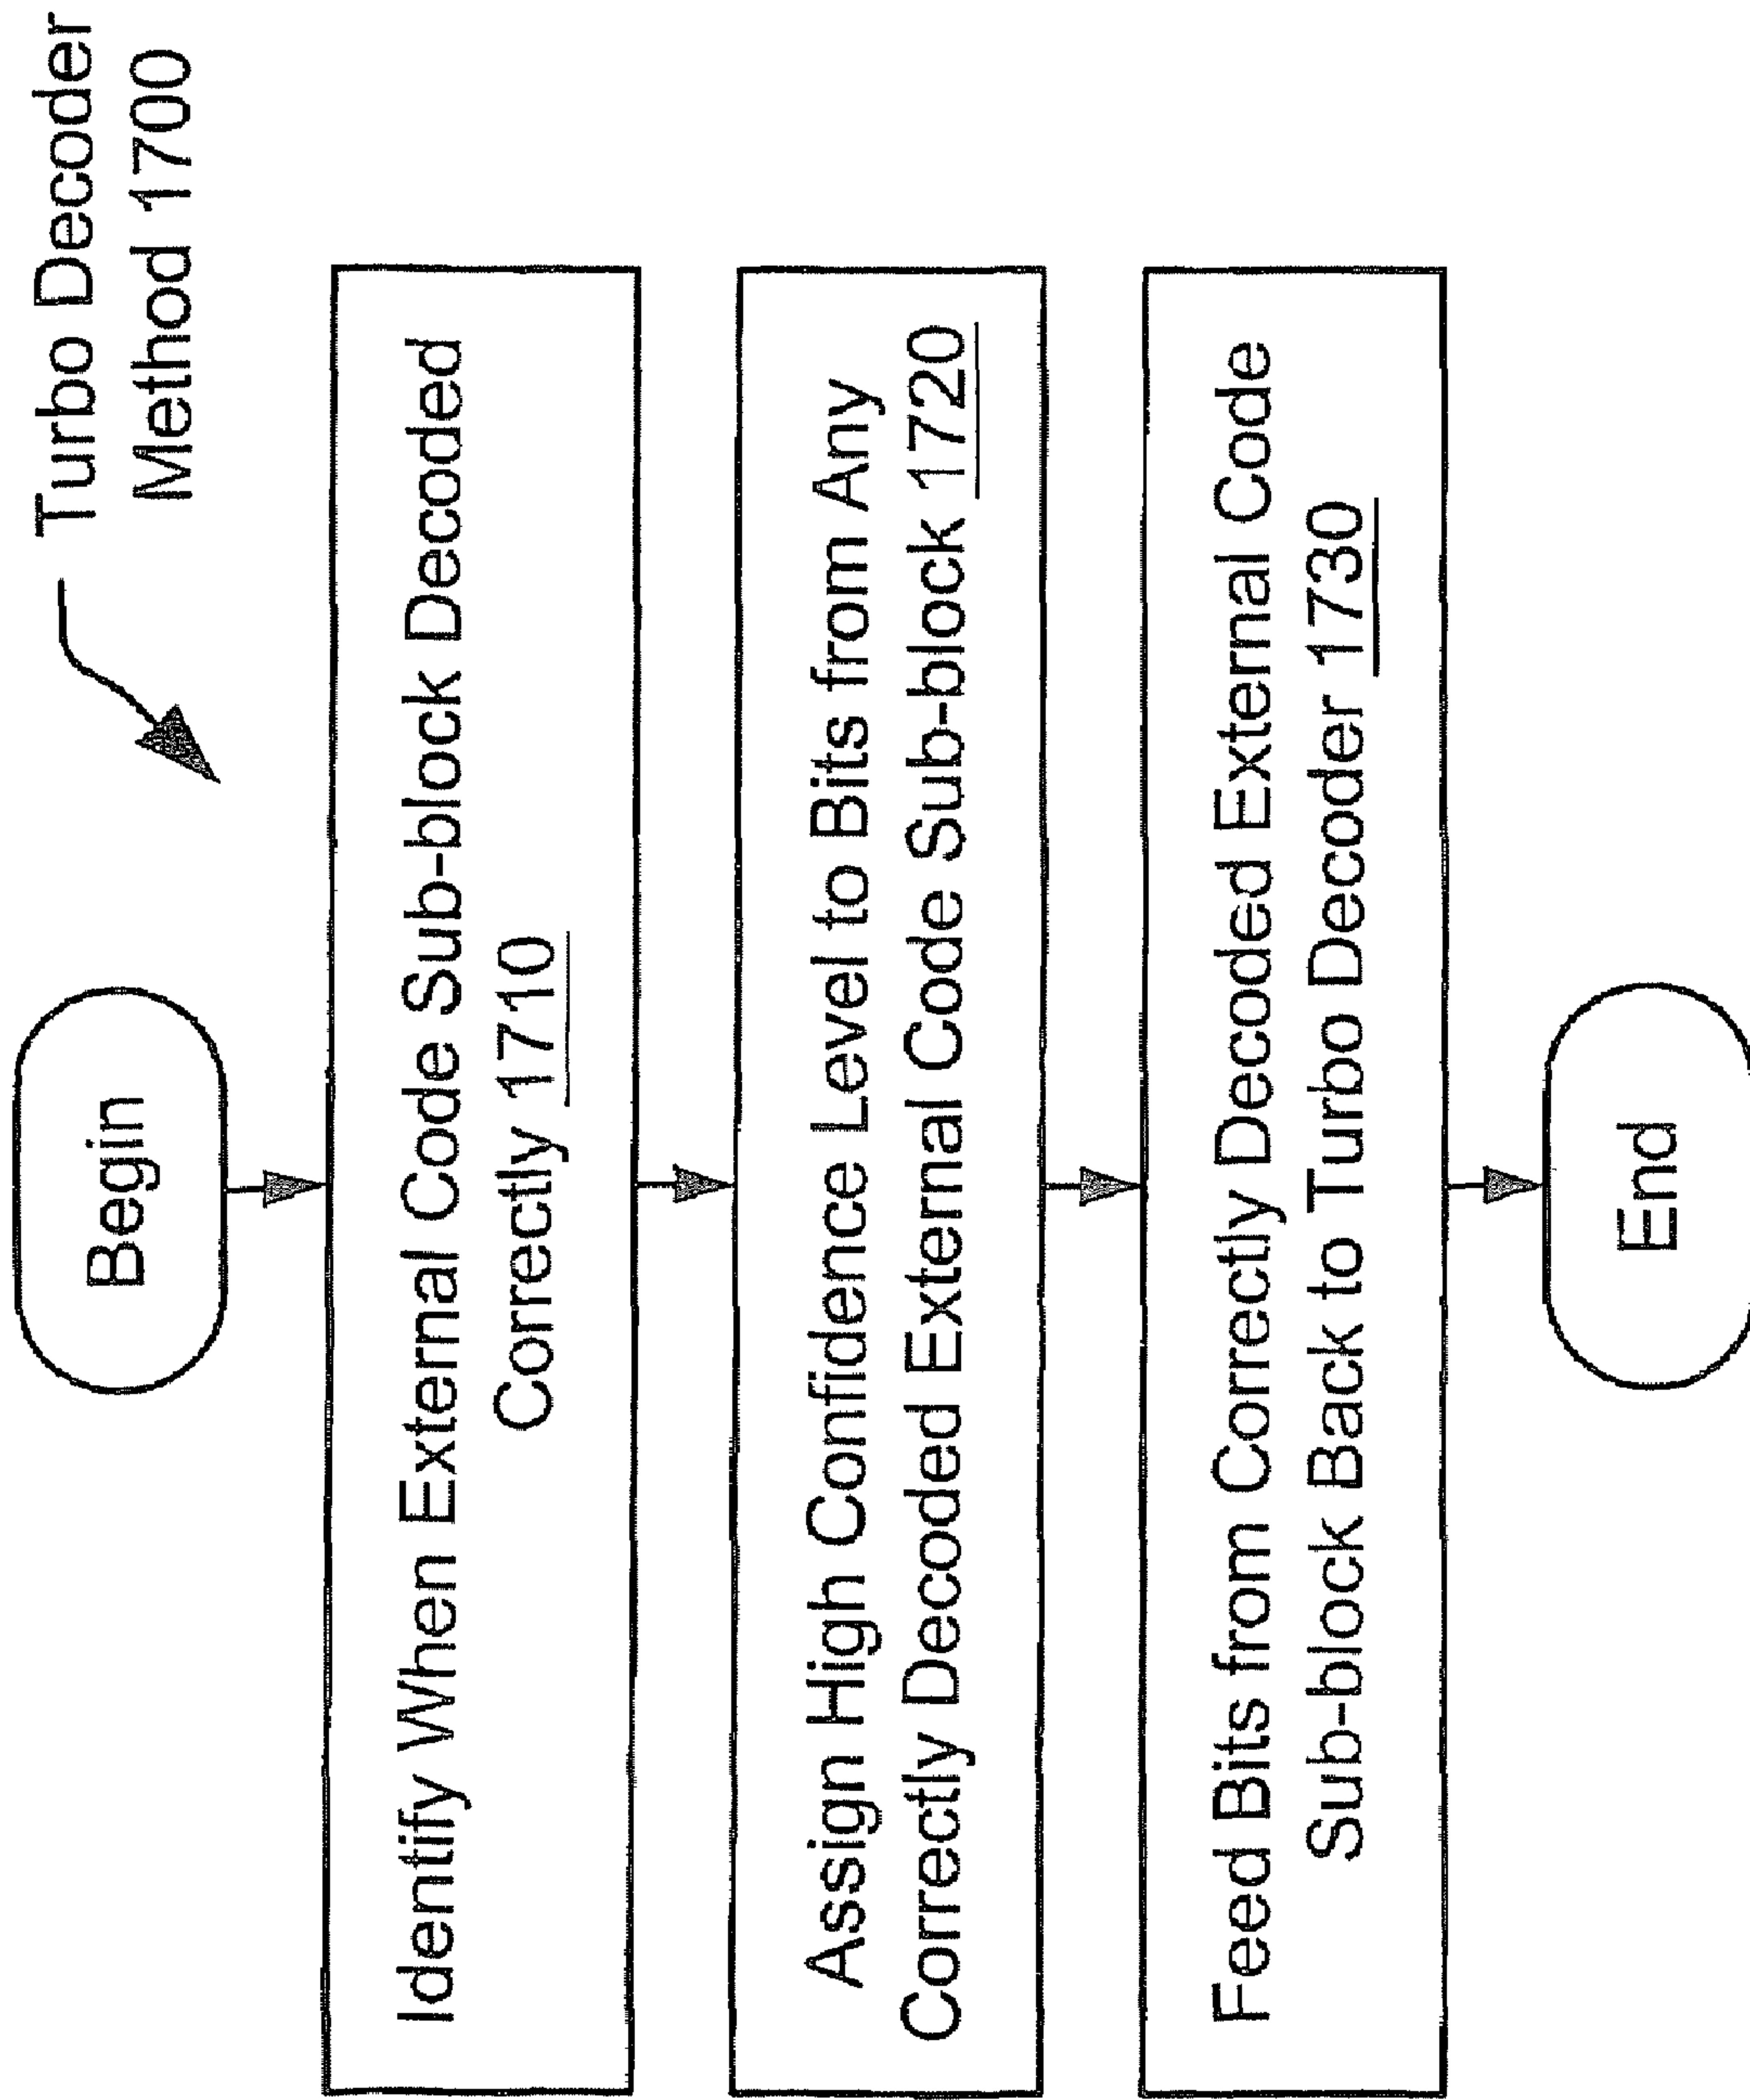 Turbo Decoder
Method 1700
Begin
Identify When External Code Sub-block Decoded
Correctly 1710
Assign High Confidence Level to Bits from Any
Correctly Decoded External Code Sub-block 1720
Feed Bits from Correctly Decoded External Code
Sub-block Back to Turbo Decoder 1730
End